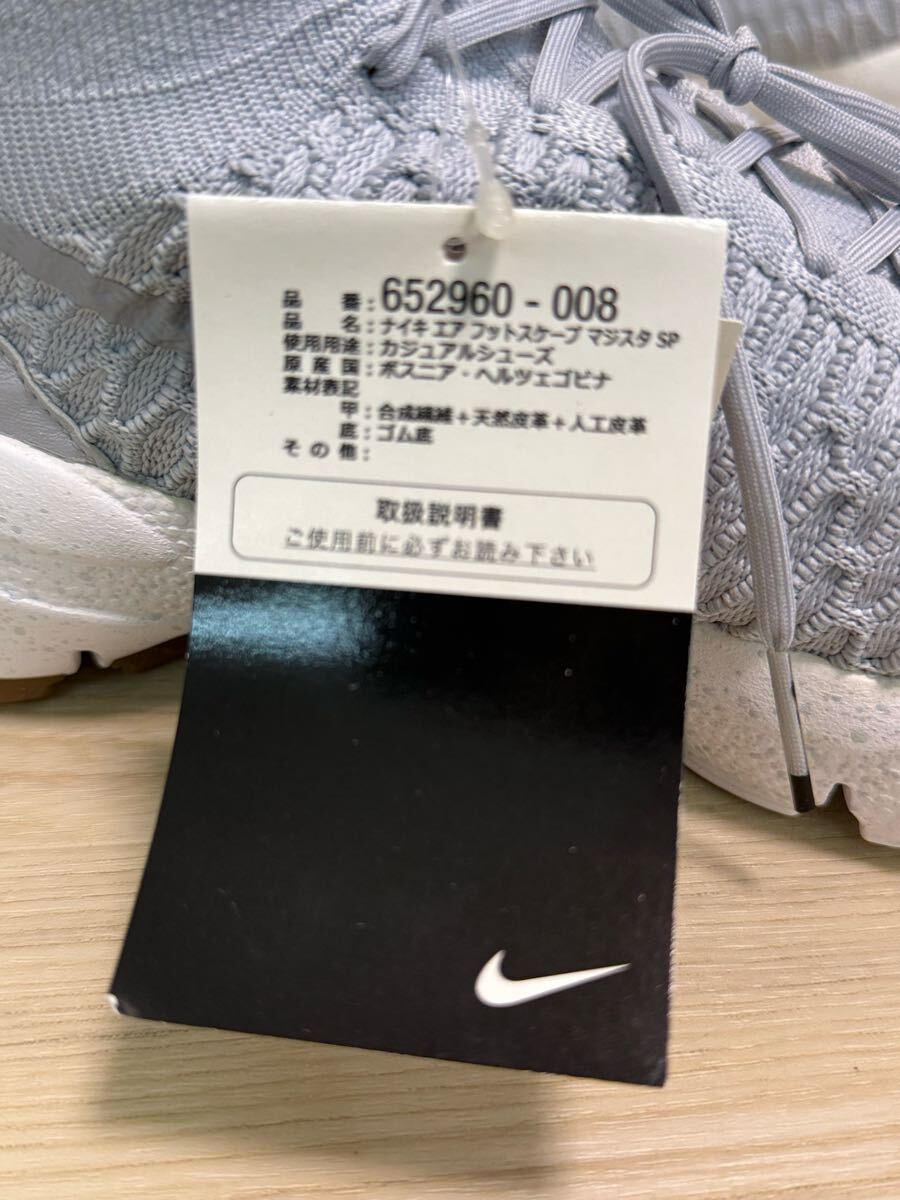 品番：652960 - 008
品名：ナイキ エア フットスケープ マジスタ SP
使用用途：カジュアルシューズ
原産国：ボスニア・ヘルツェゴビナ
素材表記
甲：合成繊維＋天然皮革＋人工皮革
底：ゴム底
その他：
取扱説明書
ご使用前に必ずお読み下さい